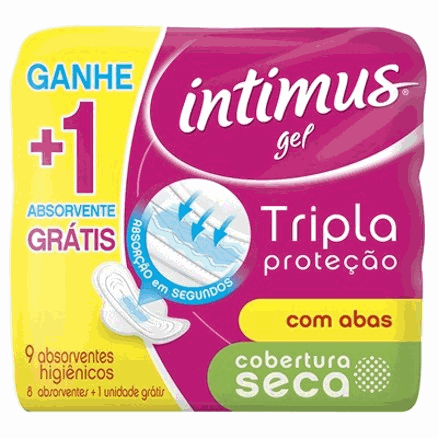 GANHE
+1
ABSORVENTE
GRÁTIS
intimus®
gel
ABSORÇÃO em SEGUNDOS
Tripla
proteção
com abas
cobertura
seca
9 absorventes
higiênicos
8 absorventes + 1 unidade grátis